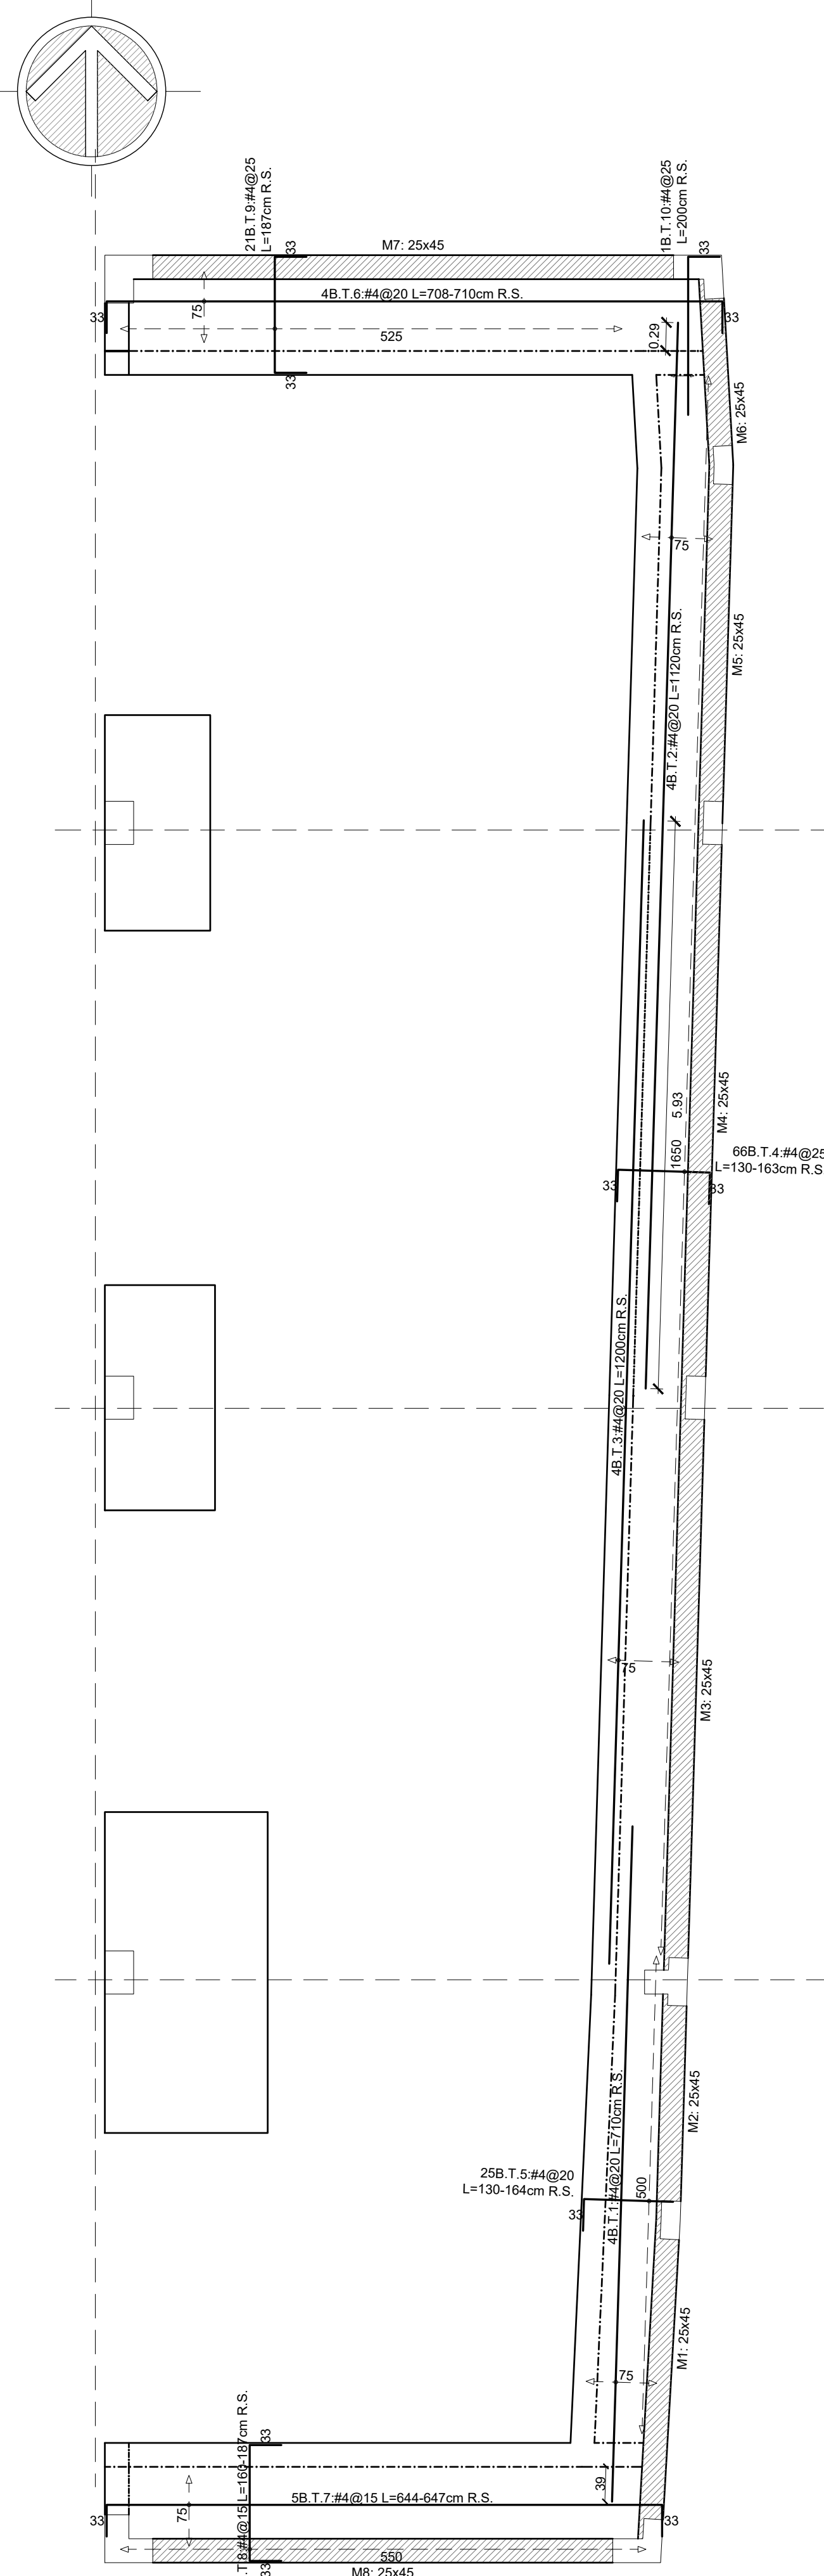 21B.T.9:#4@25
L=187cm R.S.
33
M7: 25x45
1B.T.10:#4@25
L=200cm R.S.
33
4B.T.6:#4@20 L=708-710cm R.S.
33
75
525
33
0.29
33
M6: 25x45
75
4B.T.2:#4@20 L=1120cm R.S.
M5: 25x45
5.93
1650
M4: 25x45
66B.T.4:#4@25
L=130-163cm R.S.
33
33
4B.T.3:#4@20 L=1200cm R.S.
75
M3: 25x45
M2: 25x45
4B.T.1:#4@20 L=710cm R.S.
25B.T.5:#4@20
L=130-164cm R.S.
33
500
M1: 25x45
75
33
.T.8:#4@15 L=160-187cm R.S.
39
5B.T.7:#4@15 L=644-647cm R.S.
33
75
33
550
33
M8: 25x45